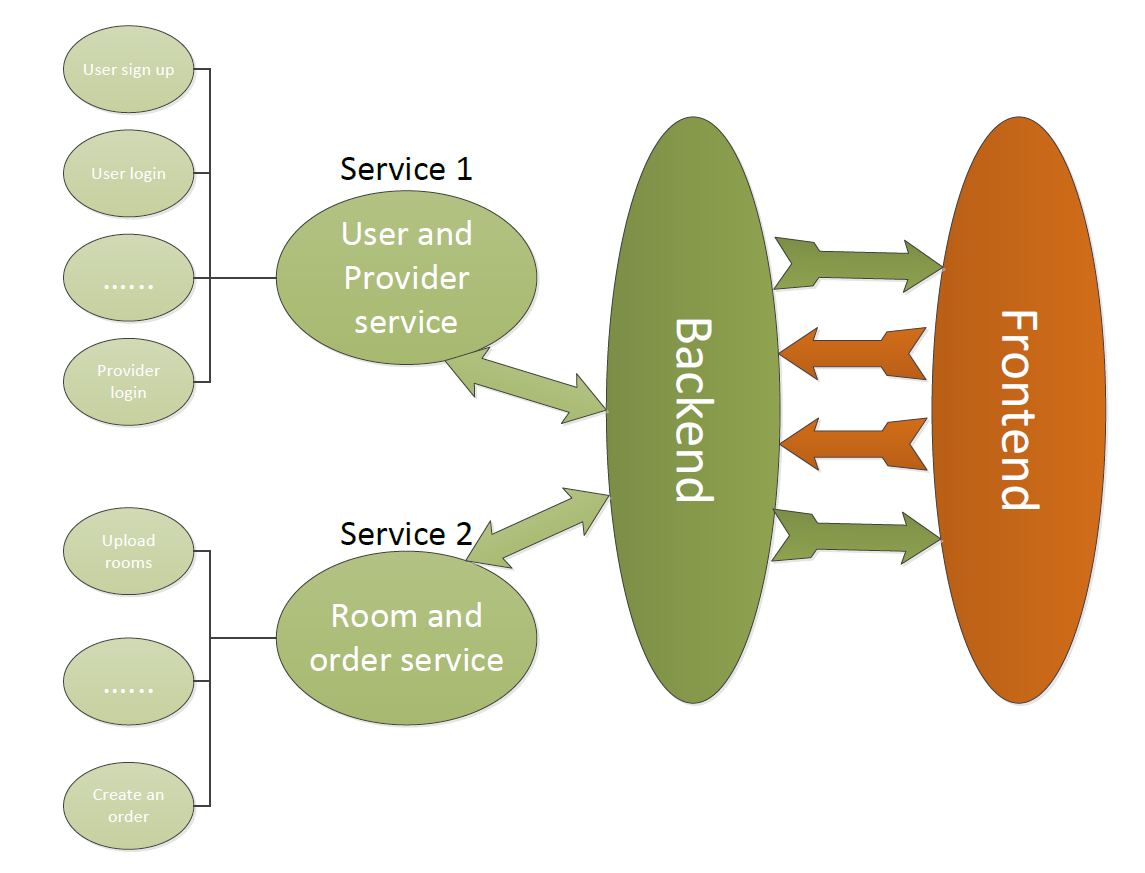 User sign up
User login
......
Provider
login
Service 1
User and
Provider
service
Upload
rooms
......
Create an
order
Service 2
Room and
order service
Backend
Frontend